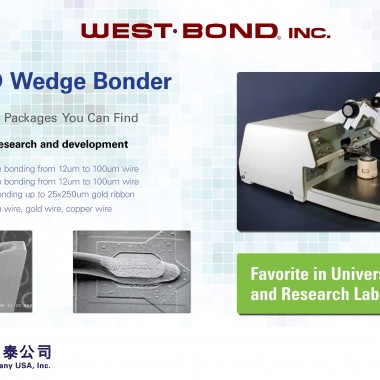 WEST·BOND® INC.
Wedge Bonder
Packages You Can Find
research and development
bonding from 12um to 100um wire
bonding from 12um to 100um wire
bonding up to 25x250um gold ribbon
wire, gold wire, copper wire
Favorite in Univers
and Research Lab
泰公司
any USA, Inc.